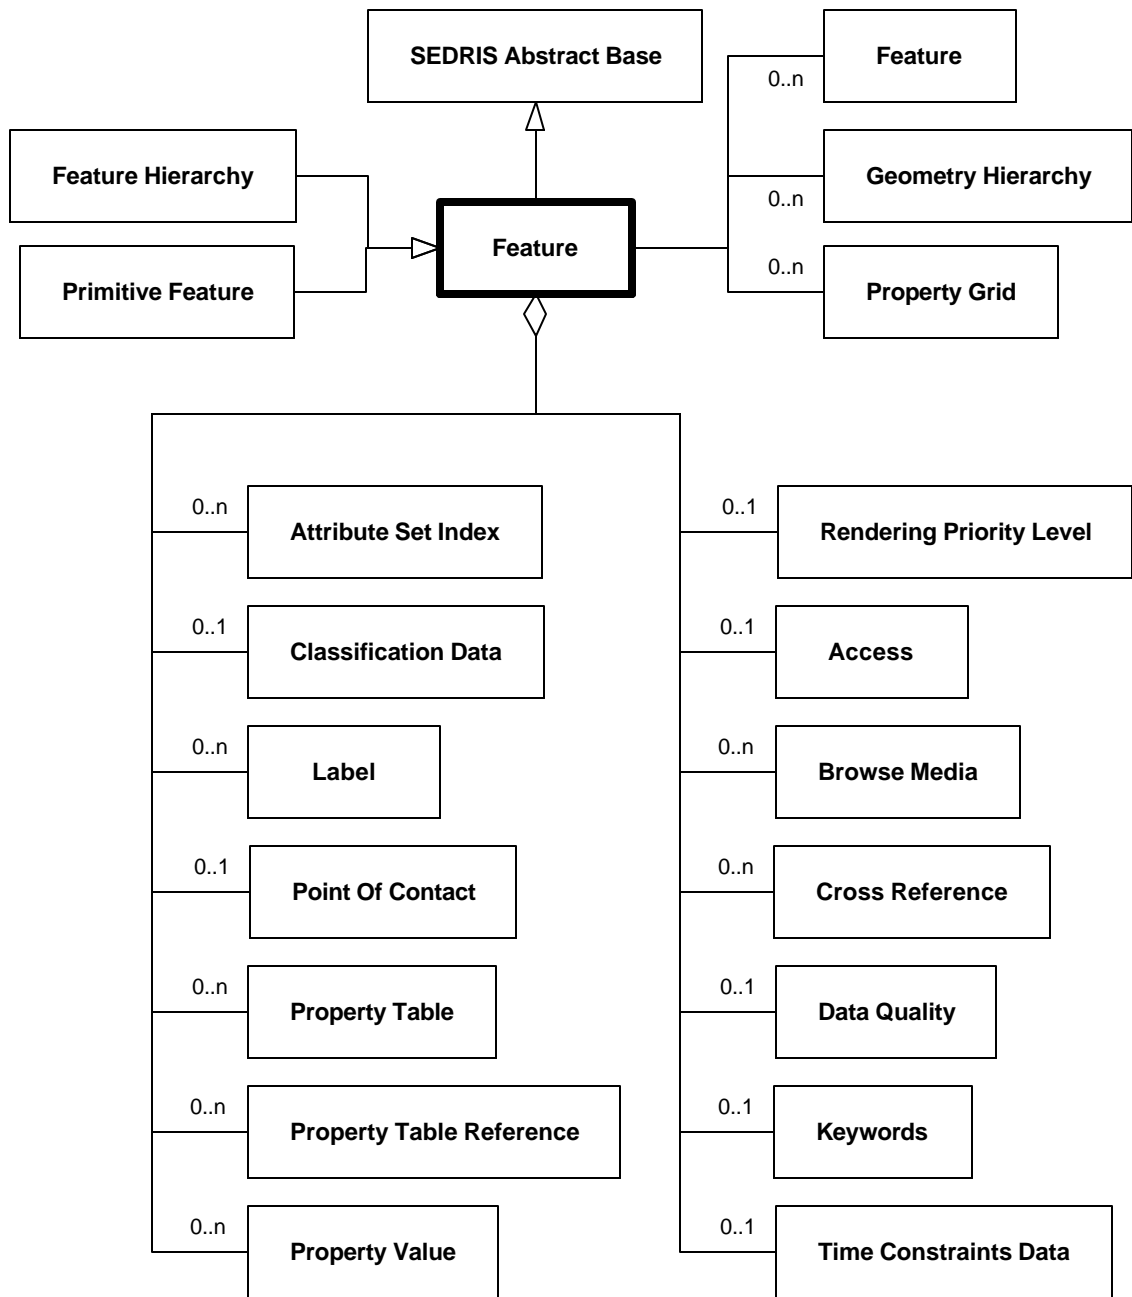 SEDRIS Abstract Base
Feature
0..n
Feature Hierarchy
Geometry Hierarchy
0..n
Feature
Primitive Feature
0..n
Property Grid
0..n
Attribute Set Index
0..1
Rendering Priority Level
0..1
Classification Data
0..1
Access
0..n
Label
0..n
Browse Media
0..1
Point Of Contact
0..n
Cross Reference
0..n
Property Table
0..1
Data Quality
0..n
Property Table Reference
0..1
Keywords
0..n
Property Value
0..1
Time Constraints Data